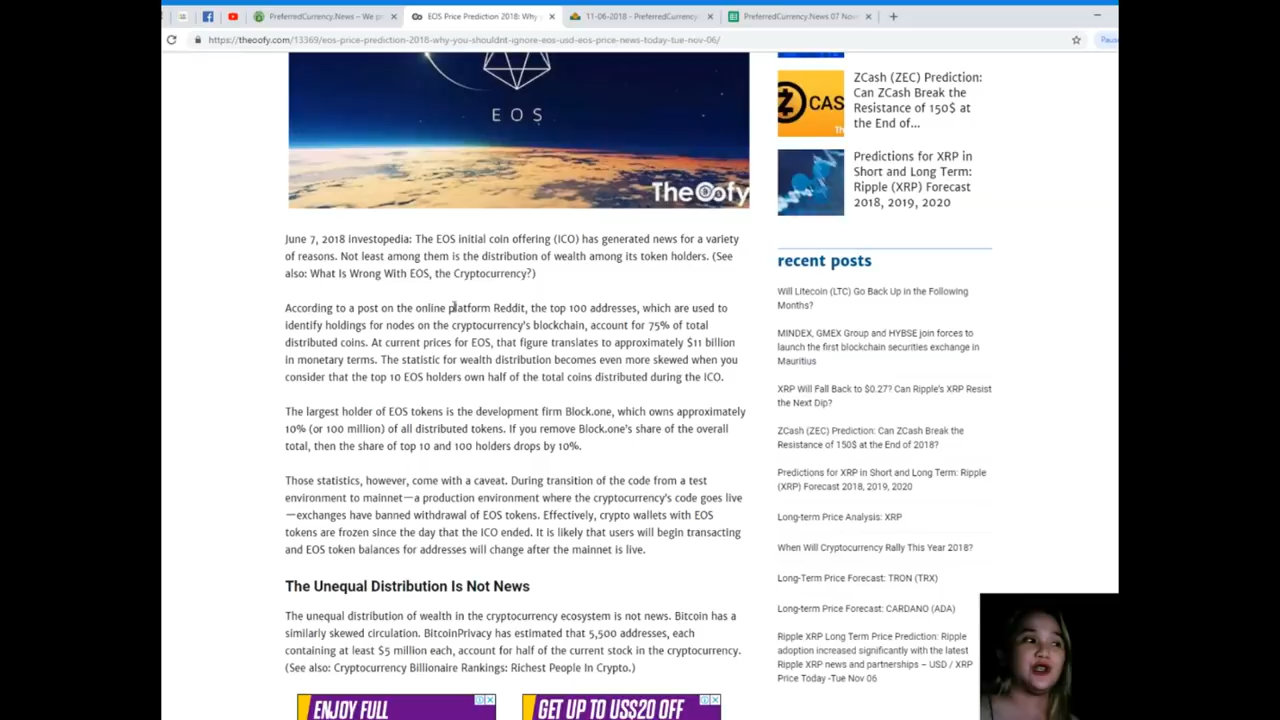 PreferredCurrency.News – We pr
EOS Price Prediction 2018: Why y
11-06-2018 - PreferredCurrency
PreferredCurrency.News 07 Nov
https://theoofy.com/13369/eos-price-prediction-2018-why-you-shouldnt-ignore-eos-usd-eos-price-news-today-tue-nov-06/
Paus
EOS
TheOofy
June 7, 2018 investopedia: The EOS initial coin offering (ICO) has generated news for a variety
of reasons. Not least among them is the distribution of wealth among its token holders. (See
also: What Is Wrong With EOS, the Cryptocurrency?)
According to a post on the online platform Reddit, the top 100 addresses, which are used to
identify holdings for nodes on the cryptocurrency's blockchain, account for 75% of total
distributed coins. At current prices for EOS, that figure translates to approximately $11 billion
in monetary terms. The statistic for wealth distribution becomes even more skewed when you
consider that the top 10 EOS holders own half of the total coins distributed during the ICO.
The largest holder of EOS tokens is the development firm Block.one, which owns approximately
10% (or 100 million) of all distributed tokens. If you remove Block.one's share of the overall
total, then the share of top 10 and 100 holders drops by 10%.
Those statistics, however, come with a caveat. During transition of the code from a test
environment to mainnet—a production environment where the cryptocurrency's code goes live
—exchanges have banned withdrawal of EOS tokens. Effectively, crypto wallets with EOS
tokens are frozen since the day that the ICO ended. It is likely that users will begin transacting
and EOS token balances for addresses will change after the mainnet is live.
The Unequal Distribution Is Not News
The unequal distribution of wealth in the cryptocurrency ecosystem is not news. Bitcoin has a
similarly skewed circulation. BitcoinPrivacy has estimated that 5,500 addresses, each
containing at least $5 million each, account for half of the current stock in the cryptocurrency.
(See also: Cryptocurrency Billionaire Rankings: Richest People In Crypto.)
ENJOY FULL
GET UP TO US$20 OFF
CAS
Th
ZCash (ZEC) Prediction:
Can ZCash Break the
Resistance of 150$ at
the End of...
Predictions for XRP in
Short and Long Term:
Ripple (XRP) Forecast
2018, 2019, 2020
recent posts
Will Litecoin (LTC) Go Back Up in the Following
Months?
MINDEX, GMEX Group and HYBSE join forces to
launch the first blockchain securities exchange in
Mauritius
XRP Will Fall Back to $0.27? Can Ripple's XRP Resist
the Next Dip?
ZCash (ZEC) Prediction: Can ZCash Break the
Resistance of 150$ at the End of 2018?
Predictions for XRP in Short and Long Term: Ripple
(XRP) Forecast 2018, 2019, 2020
Long-term Price Analysis: XRP
When Will Cryptocurrency Rally This Year 2018?
Long-Term Price Forecast: TRON (TRX)
Long-term Price Forecast: CARDANO (ADA)
Ripple XRP Long Term Price Prediction: Ripple
adoption increased significantly with the latest
Ripple XRP news and partnerships – USD / XRP
Price Today -Tue Nov 06